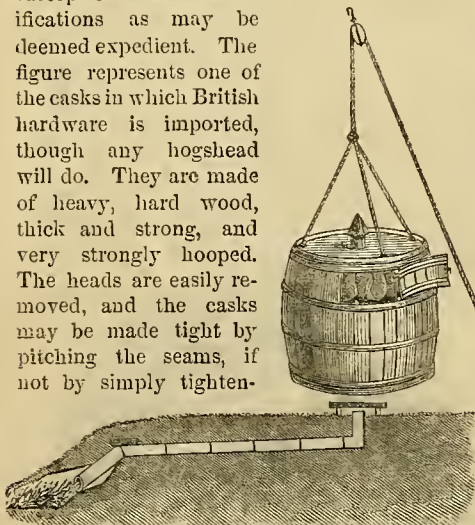 ifications as may be
deemed expedient. The
figure represents one of
the casks in which British
hardware is imported,
though any hogshead
will do. They are made
of heavy, hard wood,
thick and strong, and
very strongly hooped.
The heads are easily re-
moved, and the casks
may be made tight by
pitching the seams, if
not by simply tighten-